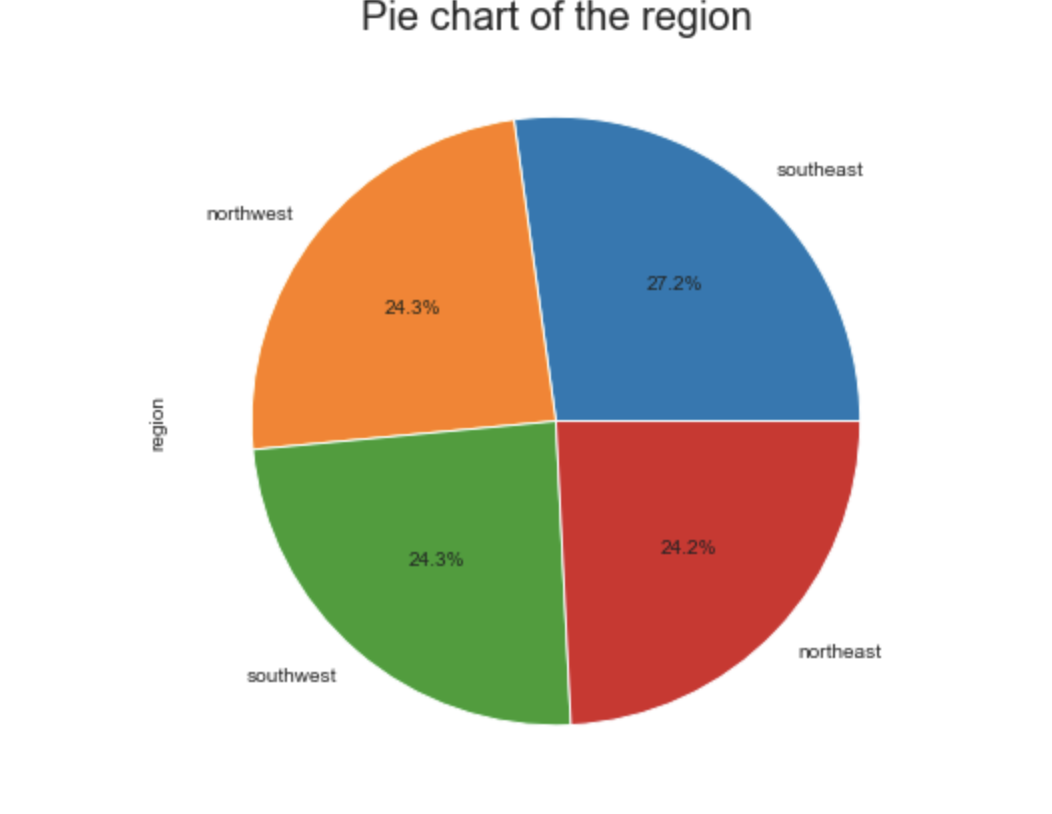 Pie chart of the region
southeast
northwest
27.2%
24.3%
region
24.2%
24.3%
northeast
southwest